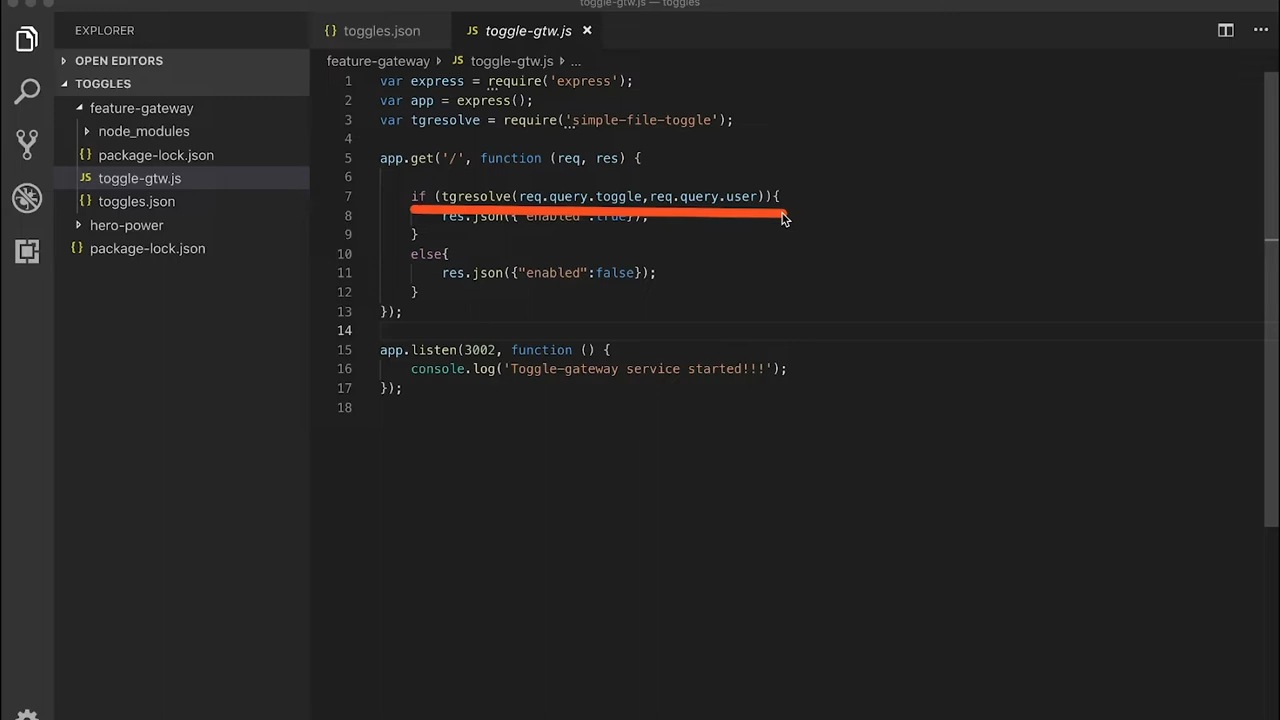 toggle-gtw.js — toggles
EXPLORER
OPEN EDITORS
TOGGLES
feature-gateway
node_modules
package-lock.json
toggle-gtw.js
toggles.json
hero-power
package-lock.json
toggles.json
toggle-gtw.js
feature-gateway toggle-gtw.js ...
1 var express = require('express');
2 var app = express();
3 var tgresolve = require('simple-file-toggle');
4
5 app.get('/', function (req, res) {
6
7 if (tgresolve(req.query.toggle,req.query.user)){
8 res.json({"enabled":true});
9 }
10 else{
11 res.json({"enabled":false});
12 }
13 });
14
15 app.listen(3002, function () {
16 console.log('Toggle-gateway service started!!!');
17 });
18